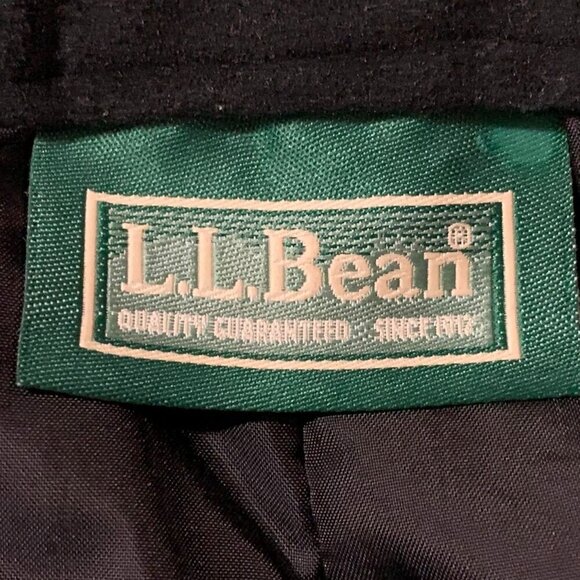 L.L.Bean®
QUALITY GUARANTEED SINCE 1912